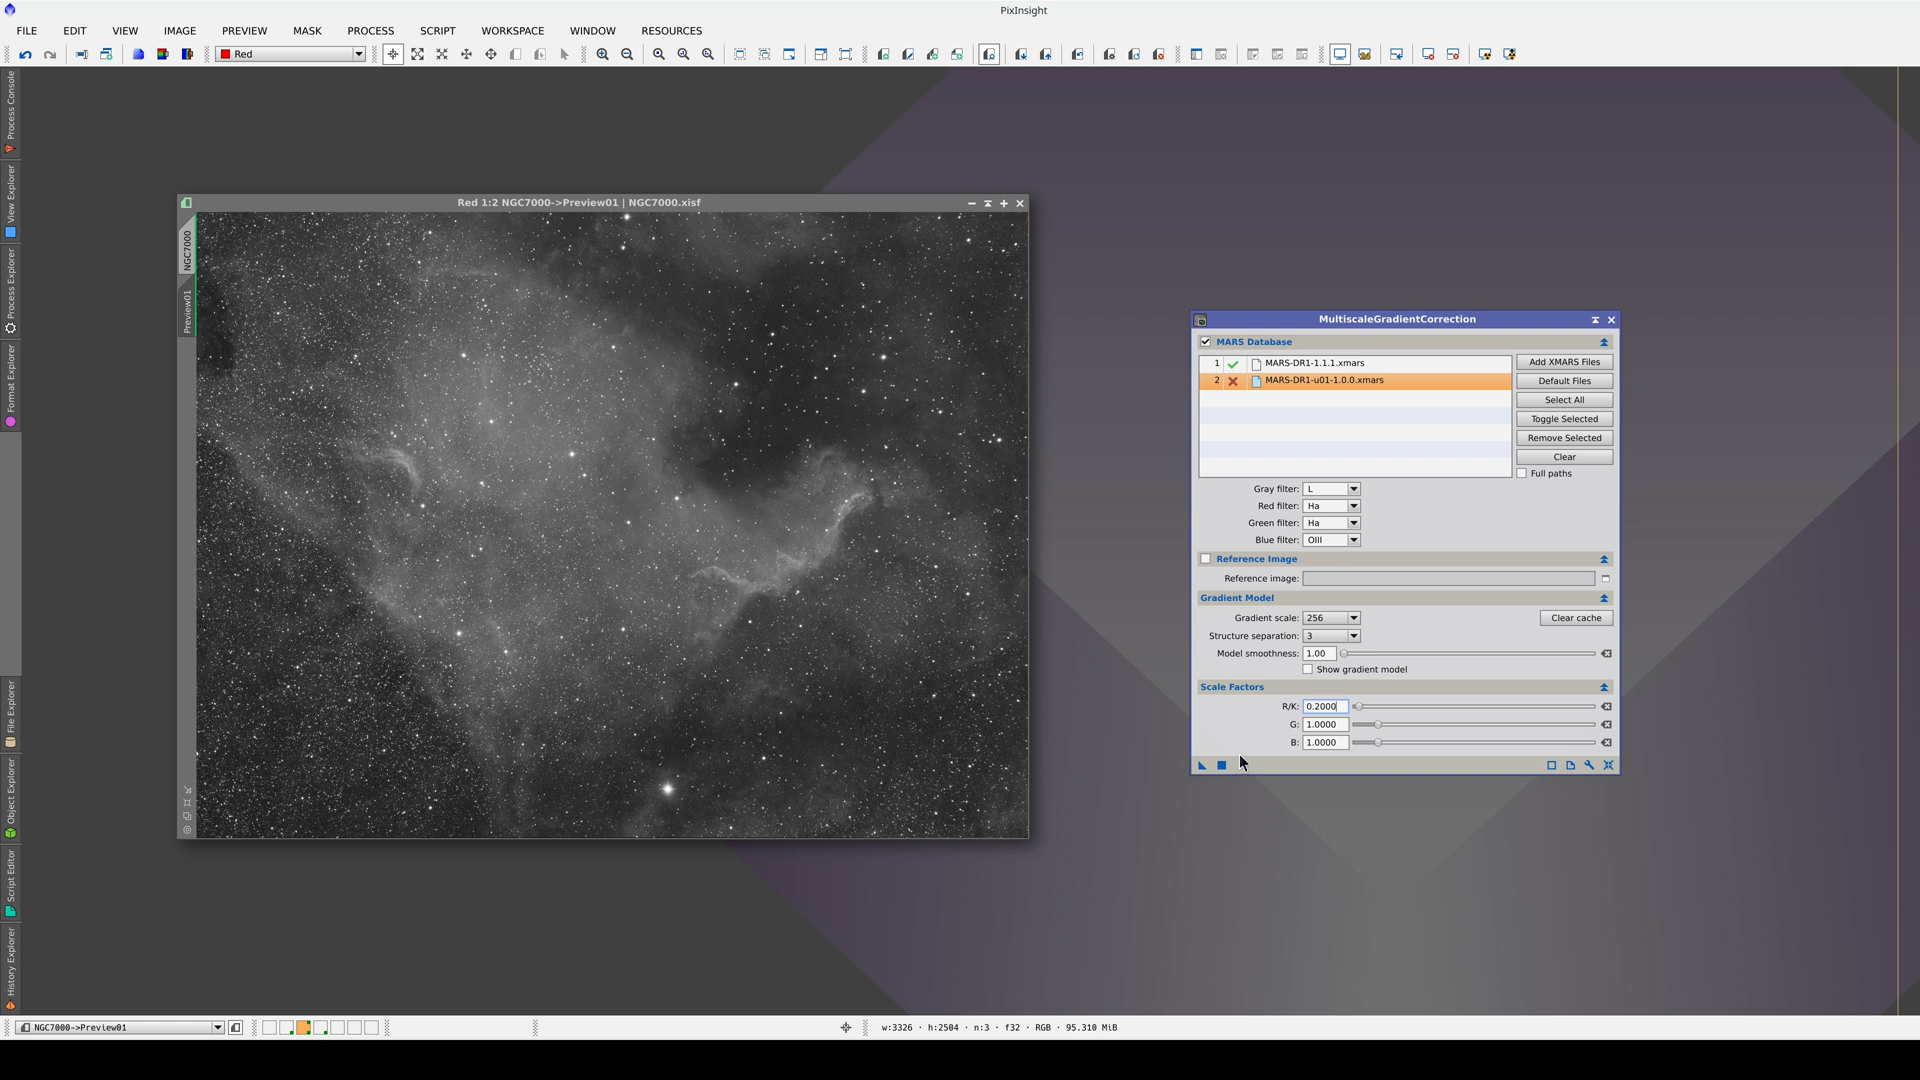 PixInsight
FILE EDIT VIEW IMAGE PREVIEW MASK PROCESS SCRIPT WORKSPACE WINDOW RESOURCES
Red
Process Console
View Explorer
Process Explorer
Format Explorer
File Explorer
Object Explorer
Script Editor
History Explorer
Red 1:2 NGC7000->Preview01 | NGC7000.xisf
NGC7000
Preview01
MultiscaleGradientCorrection
MARS Database
1 MARS-DR1-1.1.1.xmars
2 MARS-DR1-u01-1.0.0.xmars
Add XMARS Files
Default Files
Select All
Toggle Selected
Remove Selected
Clear
Full paths
Gray filter: L
Red filter: Ha
Green filter: Ha
Blue filter: OIII
Reference Image
Reference image:
Gradient Model
Gradient scale: 256 Clear cache
Structure separation: 3
Model smoothness: 1.00
Show gradient model
Scale Factors
R/K: 0.2000
G: 1.0000
B: 1.0000
NGC7000->Preview01
w:3326 · h:2504 · n:3 · f32 · RGB · 95.310 MiB